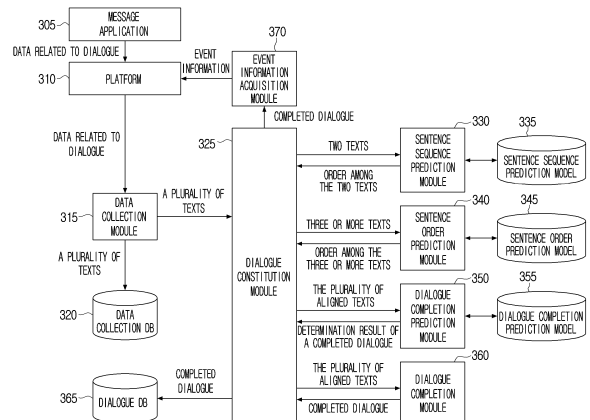 305
MESSAGE
APPLICATION
DATA RELATED TO DIALOGUE
310
PLATFORM
EVENT
INFORMATION
370
EVENT
INFORMATION
ACQUISITION
MODULE
COMPLETED DIALOGUE
DATA RELATED TO
DIALOGUE
315
DATA
COLLECTION
MODULE
A PLURALITY OF
TEXTS
A PLURALITY OF
TEXTS
320
DATA
COLLECTION DB
325
DIALOGUE
CONSTITUTION
MODULE
TWO TEXTS
ORDER AMONG
THE TWO TEXTS
330
SENTENCE
SEQUENCE
PREDICTION
MODULE
335
SENTENCE SEQUENCE
PREDICTION MODEL
THREE OR MORE TEXTS
ORDER AMONG THE
THREE OR MORE TEXTS
340
SENTENCE
ORDER
PREDICTION
MODULE
345
SENTENCE ORDER
PREDICTION MODEL
THE PLURALITY OF
ALIGNED TEXTS
DETERMINATION RESULT OF
A COMPLETED DIALOGUE
350
DIALOGUE
COMPLETION
PREDICTION
MODULE
355
DIALOGUE COMPLETION
PREDICTION MODEL
THE PLURALITY OF
ALIGNED TEXTS
COMPLETED DIALOGUE
360
DIALOGUE
COMPLETION
MODULE
COMPLETED
DIALOGUE
365
DIALOGUE DB